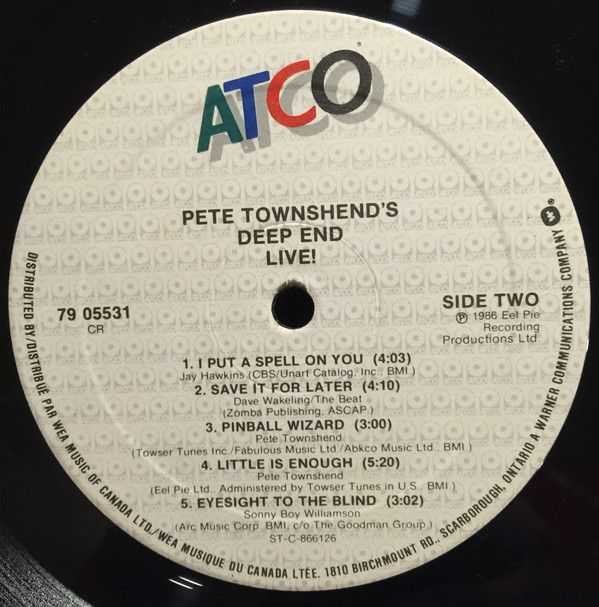 ATCO
PETE TOWNSHEND'S
DEEP END
LIVE!
79 05531
CR
SIDE TWO
Ⓟ 1986 Eel Pie
Recording
Productions Ltd.
1. I PUT A SPELL ON YOU (4:03)
Jay Hawkins (CBS/Unart Catalog, Inc., BMI)
2. SAVE IT FOR LATER (4:10)
Dave Wakeling/The Beat
(Zomba Publishing, ASCAP)
3. PINBALL WIZARD (3:00)
Pete Townshend
(Towser Tunes Inc./Fabulous Music Ltd./Abkco Music Ltd., BMI)
4. LITTLE IS ENOUGH (5:20)
Pete Townshend
(Eel Pie Ltd., Administered by Towser Tunes in U.S., BMI.)
5. EYESIGHT TO THE BLIND (3:02)
Sonny Boy Williamson
(Arc Music Corp. BMI, c/o The Goodman Group.)
ST-C-866126
DISTRIBUTED BY/DISTRIBUÉ PAR WEA MUSIC OF CANADA LTD./WEA MUSIQUE DU CANADA LTÉE. 1810 BIRCHMOUNT RD., SCARBOROUGH, ONTARIO A WARNER COMMUNICATIONS COMPANY ®